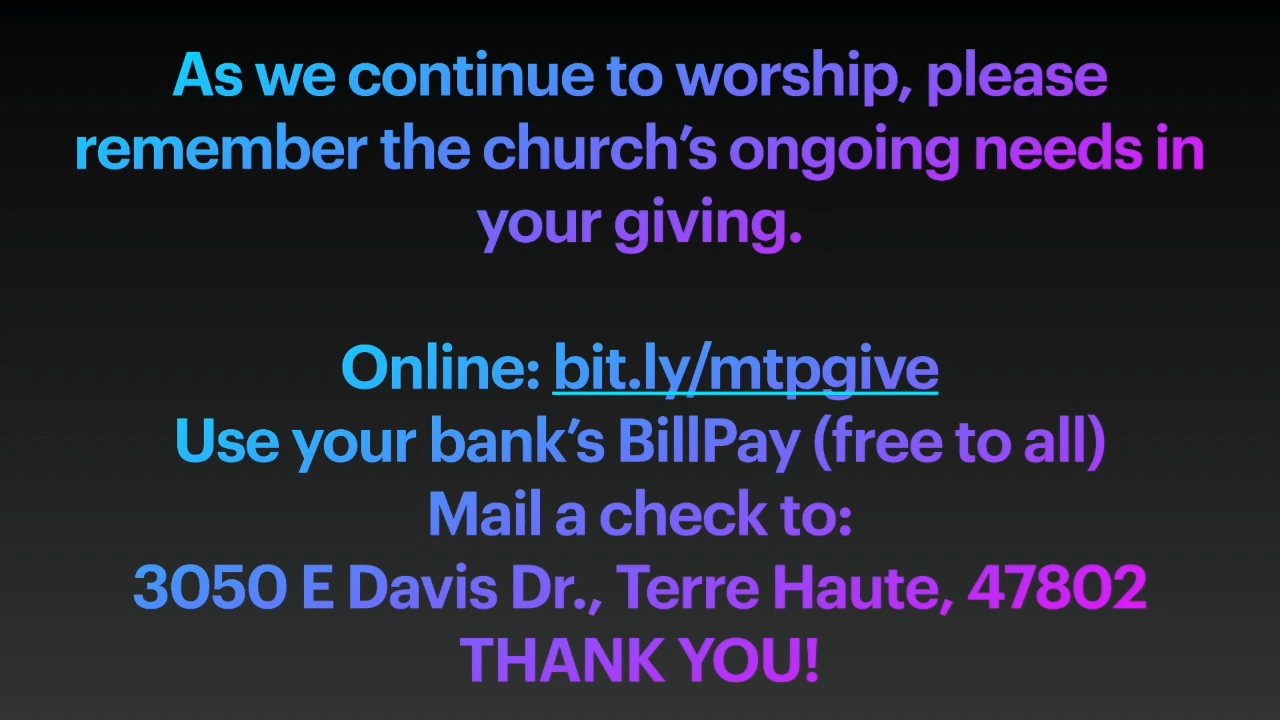 As we continue to worship, please
remember the church’s ongoing needs in
your giving.
Online: bit.ly/mtpgive
Use your bank’s BillPay (free to all)
Mail a check to:
3050 E Davis Dr., Terre Haute, 47802
THANK YOU!